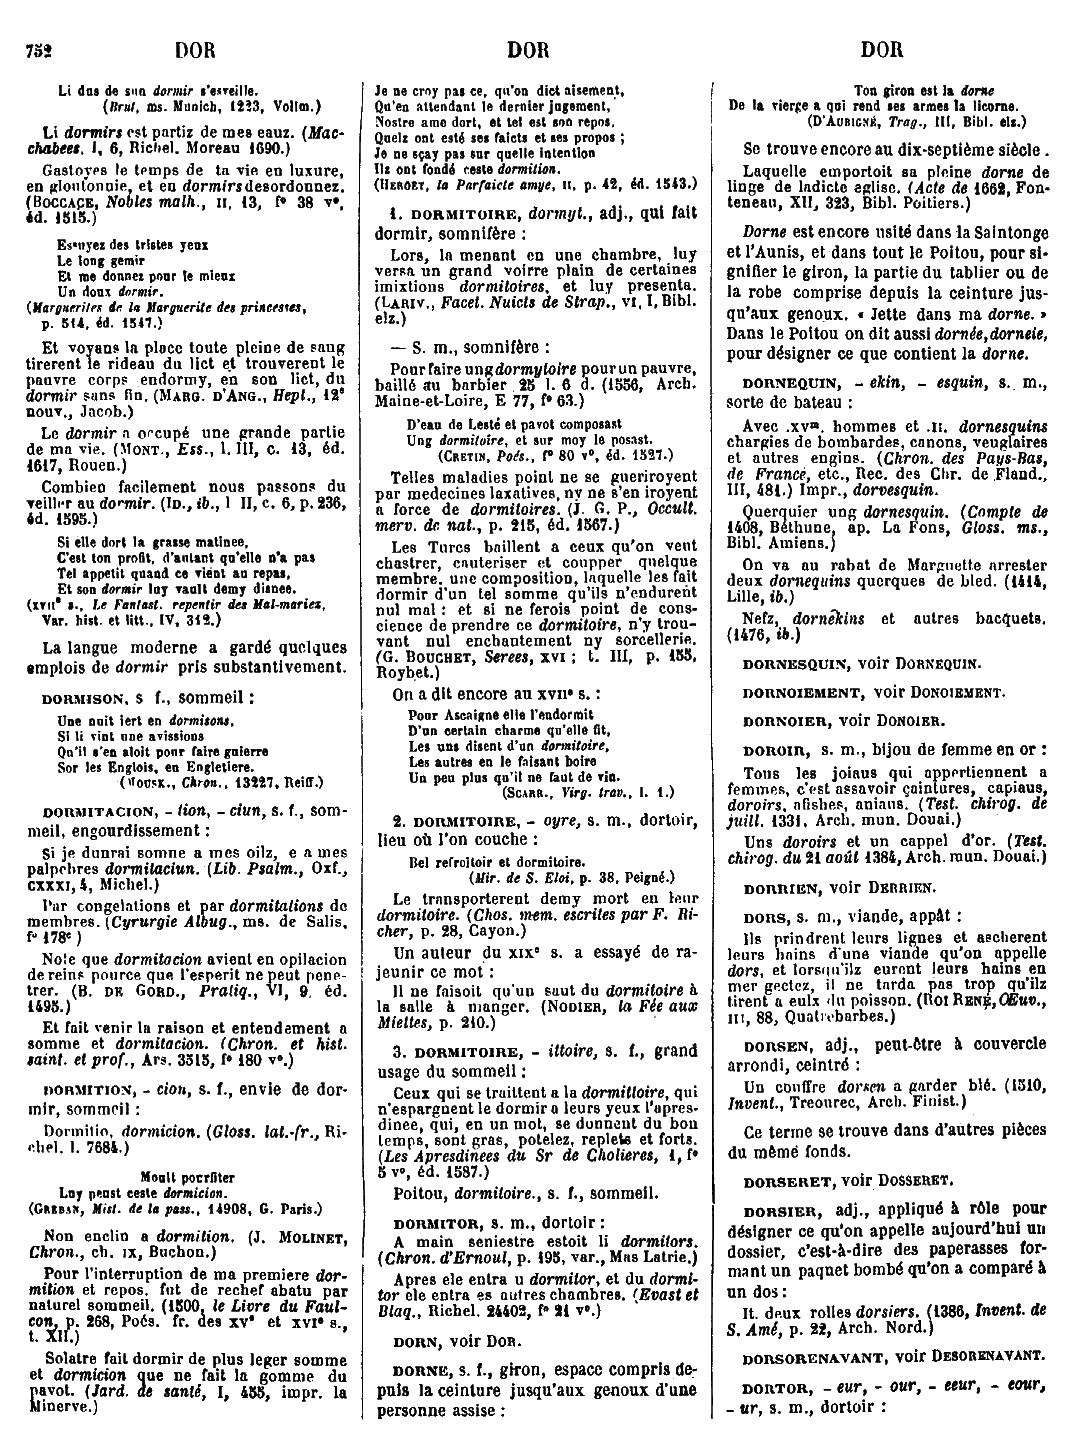 752 DOR DOR DOR
Li dus de sun dormir s'esveille.
(Brut, ms. Munich, 1223, Vollm.)
Li dormirs est partiz de mes eauz. (Mac-
chabees, I, 6, Richel. Moreau 1690.)
Gastoyes le temps de ta vie en luxure,
en gloutonnie, et en dormirs desordonnez.
(BOCCACE, Nobles malh., II, 13, f° 38 v°,
éd. 1515.)
Essuyez des tristes yeux
Le long gemir
Et me donnez pour le mieux
Un doux dormir.
(Marguerites de la Marguerite des princesses,
p. 514, éd. 1547.)
Et voyans la place toute pleine de sang
tirerent le rideau du lict et trouverent le
pauvre corps endormy, en son lict, du
dormir sans fin. (MARG. D'ANG., Hept., 12°
nouv., Jacob.)
Le dormir a occupé une grande partie
de ma vie. (MONT., Ess., l. III, c. 13, éd.
1617, Rouen.)
Combien facilement nous passons du
veiller au dormir. (ID., ib., l II, c. 6, p. 236,
éd. 1595.)
Si elle dort la grasse matinee,
C'est ton profit, d'autant qu'elle n'a pas
Tel appetit quand ce vient au repas,
Et son dormir luy vault demy disnee.
(XVII° s., Le Fantast. repentir des Mal-mariez,
Var. hist. et litt., IV, 312.)
La langue moderne a gardé quelques
emplois de dormir pris substantivement.
DORMISON, s f., sommeil :
Une nuit iert en dormisons,
Si li vint une avissions
Qu'il s'en aloit pour faire guierre
Sor les Englois, en Engletiere.
(MOUSK., Chron., 13227, Reiff.)
DORMITACION, - tion, - ciun, s. f., som-
meil, engourdissement :
Si je dunrai somne a mes oilz, e a mes
palpebres dormitaciun. (Lib. Psalm., Oxf.,
CXXXI, 4, Michel.)
Par congelations et par dormitations de
membres. (Cyrurgie Albug., ms. de Salis,
f° 178°)
Note que dormitacion avient en opilacion
de reins pource que l'esperit ne peut pene-
trer. (B. DE GORD., Pratiq., VI, 9, éd.
1495.)
Et fait venir la raison et entendement a
somme et dormitacion. (Chron. et hist.
saint. et prof., Ars. 3515, f° 180 v°.)
DORMITION, - cion, s. f., envie de dor-
mir, sommeil :
Dormitio, dormicion. (Gloss. lat.-fr., Ri-
chel. l. 7684.)
Moult porrfiter
Luy peust ceste dormicion.
(GREBAN, Mist. de la pass., 14908, G. Paris.)
Non enclin a dormition. (J. MOLINET,
Chron., ch. IX, Buchon.)
Pour l'interruption de ma premiere dor-
mition et repos, fut de rechef abatu par
naturel sommeil. (1500, le Livre du Faul-
con, p. 268, Poés. fr. des XV° et XVI° s.,
t. XII.)
Solatre fait dormir de plus leger somme
et dormicion que ne fait la gomme du
pavot. (Jard. de santé, I, 455, impr. la
Minerve.)
Je ne croy pas ce, qu'on dict aisement,
Qu'en attendant le dernier jugement,
Nostre ame dort, et tel est son repos,
Quelz ont esté ses faicts et ses propos ;
Je ne sçay pas sur quelle intention
Ilz ont fondé ceste dormition.
(HEROET, la Parfaicte amye, II, p. 42, éd. 1543.)
1. DORMITOIRE, dormyt., adj., qui fait
dormir, somnifère :
Lors, la menant en une chambre, luy
versa un grand voirre plain de certaines
imixtions dormitoires, et luy presenta.
(LARIV., Facet. Nuicts de Strap., VI, I, Bibl.
elz.)
— S. m., somnifère :
Pour faire ung dormytoire pour un pauvre,
baillé au barbier 25 l. 6 d. (1556, Arch.
Maine-et-Loire, E 77, f° 63.)
D'eau de Lesté et pavot composast
Ung dormitoire, et sur moy le posast.
(CRETIN, Poés., f° 80 v°, éd. 1527.)
Telles maladies point ne se gueriroyent
par medecines laxatives, ny ne s'en iroyent
a force de dormitoires. (J. G. P., Occult.
merv. de nat., p. 215, éd. 1567.)
Les Turcs baillent a ceux qu'on veut
chastrer, cauteriser et coupper quelque
membre, une composition, laquelle les fait
dormir d'un tel somme qu'ils n'endurent
nul mal : et si ne ferois point de cons-
cience de prendre ce dormitoire, n'y trou-
vant nul enchantement ny sorcellerie.
(G. BOUCHET, Serees, XVI ; t. III, p. 155,
Roybet.)
On a dit encore au XVII° s. :
Pour Ascaigne elle l'endormit
D'un certain charme qu'elle fit,
Les uns disent d'un dormitoire,
Les autres en le faisant boire
Un peu plus qu'il ne faut de vin.
(SCARR., Virg. trav., l. 1.)
2. DORMITOIRE, - oyre, s. m., dortoir,
lieu où l'on couche :
Bel refroitoir et dormitoire.
(Mir. de S. Eloi, p. 38, Peigné.)
Le transporterent demy mort en leur
dormitoire. (Chos. mem. escrites par F. Ri-
cher, p. 28, Cayon.)
Un auteur du XIX° s. a essayé de ra-
jeunir ce mot :
Il ne faisoit qu'un saut du dormitoire à
la salle à manger. (NODIER, la Fée aux
Miettes, p. 210.)
3. DORMITOIRE, - ittoire, s. f., grand
usage du sommeil :
Ceux qui se traittent a la dormittoire, qui
n'espargnent le dormir a leurs yeux l'apres-
dinee, qui, en un mot, se donnent du bon
temps, sont gras, potelez, replets et forts.
(Les Apresdinees du Sr de Cholieres, I, f°
5 v°, éd. 1587.)
Poitou, dormitoire., s. f., sommeil.
DORMITOR, s. m., dortoir :
A main seniestre estoit li dormitors.
(Chron. d'Ernoul, p. 195, var., Mas Latrie.)
Apres ele entra u dormitor, et du dormi-
tor ele entra es autres chambres. (Evast et
Blaq., Richel. 24402, f° 21 v°.)
DORN, voir DOR.
DORNE, s. f., giron, espace compris de-
puis la ceinture jusqu'aux genoux d'une
personne assise :
Ton giron est la dorne
De la vierge a qui rend ses armes la licorne.
(D'AUBIGNÉ, Trag., III, Bibl. elz.)
Se trouve encore au dix-septième siècle.
Laquelle emportoit sa pleine dorne de
linge de ladicte eglise. (Acte de 1662, Fon-
teneau, XII, 323, Bibl. Poitiers.)
Dorne est encore usité dans la Saintonge
et l'Aunis, et dans tout le Poitou, pour si-
gnifier le giron, la partie du tablier ou de
la robe comprise depuis la ceinture jus-
qu'aux genoux. « Jette dans ma dorne. »
Dans le Poitou on dit aussi dornée, dorneie,
pour désigner ce que contient la dorne.
DORNEQUIN, - ekin, - esquin, s. m.,
sorte de bateau :
Avec .xvm. hommes et .II. dornesquins
chargies de bombardes, canons, veuglaires
et autres engins. (Chron. des Pays-Bas,
de France, etc., Rec. des Chr. de Fland.,
III, 481.) Impr., dorvesquin.
Querquier ung dornesquin. (Compte de
1408, Béthune, ap. La Fons, Gloss. ms.,
Bibl. Amiens.)
On va au rabat de Marguette arrester
deux dornequins querques de bled. (1414,
Lille, ib.)
Nefz, dornekins et autres bacquets.
(1476, ib.)
DORNESQUIN, voir DORNEQUIN.
DORNOIEMENT, voir DONOIEMENT.
DORNOIER, voir DONOIER.
DOROIR, s. m., bijou de femme en or :
Tous les joiaus qui appertiennent a
femmes, c'est assavoir çaintures, capiaus,
doroirs, afishes, aniaus. (Test. chirog. de
juill. 1331, Arch. mun. Douai.)
Uns doroirs et un cappel d'or. (Test.
chirog. du 21 août 1384, Arch. mun. Douai.)
DORRIEN, voir DERRIEN.
DORS, s. m., viande, appât :
Ils prindrent leurs lignes et ascherent
leurs hains d'une viande qu'on appelle
dors, et lorsqu'ilz eurent leurs hains en
mer gectez, il ne tarda pas trop qu'ilz
tirent a eulx du poisson. (ROI RENÉ, Œuv.,
III, 88, Quatrebarbes.)
DORSEN, adj., peut-être à couvercle
arrondi, ceintré :
Un couffre dorsen a garder blé. (1510,
Invent., Treourec, Arch. Finist.)
Ce terme se trouve dans d'autres pièces
du même fonds.
DORSERET, voir DOSSERET.
DORSIER, adj., appliqué à rôle pour
désigner ce qu'on appelle aujourd'hui un
dossier, c'est-à-dire des paperasses for-
mant un paquet bombé qu'on a comparé à
un dos :
It. deux rolles dorsiers. (1386, Invent. de
S. Amé, p. 22, Arch. Nord.)
DORSORENAVANT, voir DESORENAVANT.
DORTOR, - eur, - our, - eeur, - eour,
- ur, s. m., dortoir :